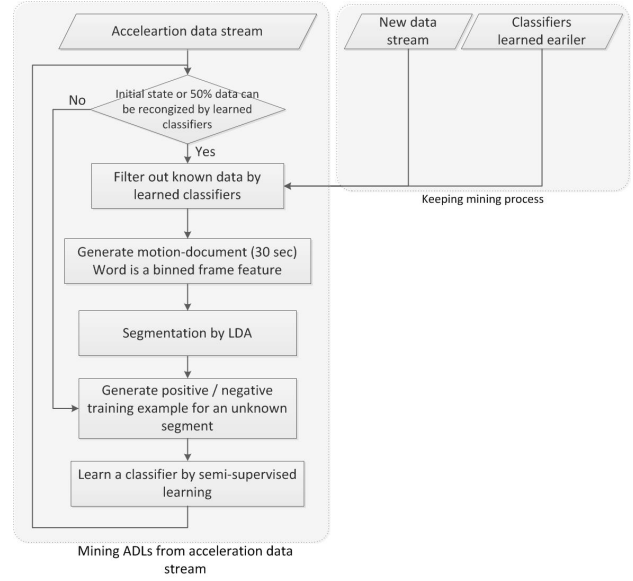 Acceleartion data stream
Initial state or 50% data can
be recongized by learned
classifiers
No
Yes
Filter out known data by
learned classifiers
Generate motion-document (30 sec)
Word is a binned frame feature
Segmentation by LDA
Generate positive / negative
training example for an unknown
segment
Learn a classifier by semi-supervised
learning
Mining ADLs from acceleration data
stream
New data
stream
Classifiers
learned eariler
Keeping mining process